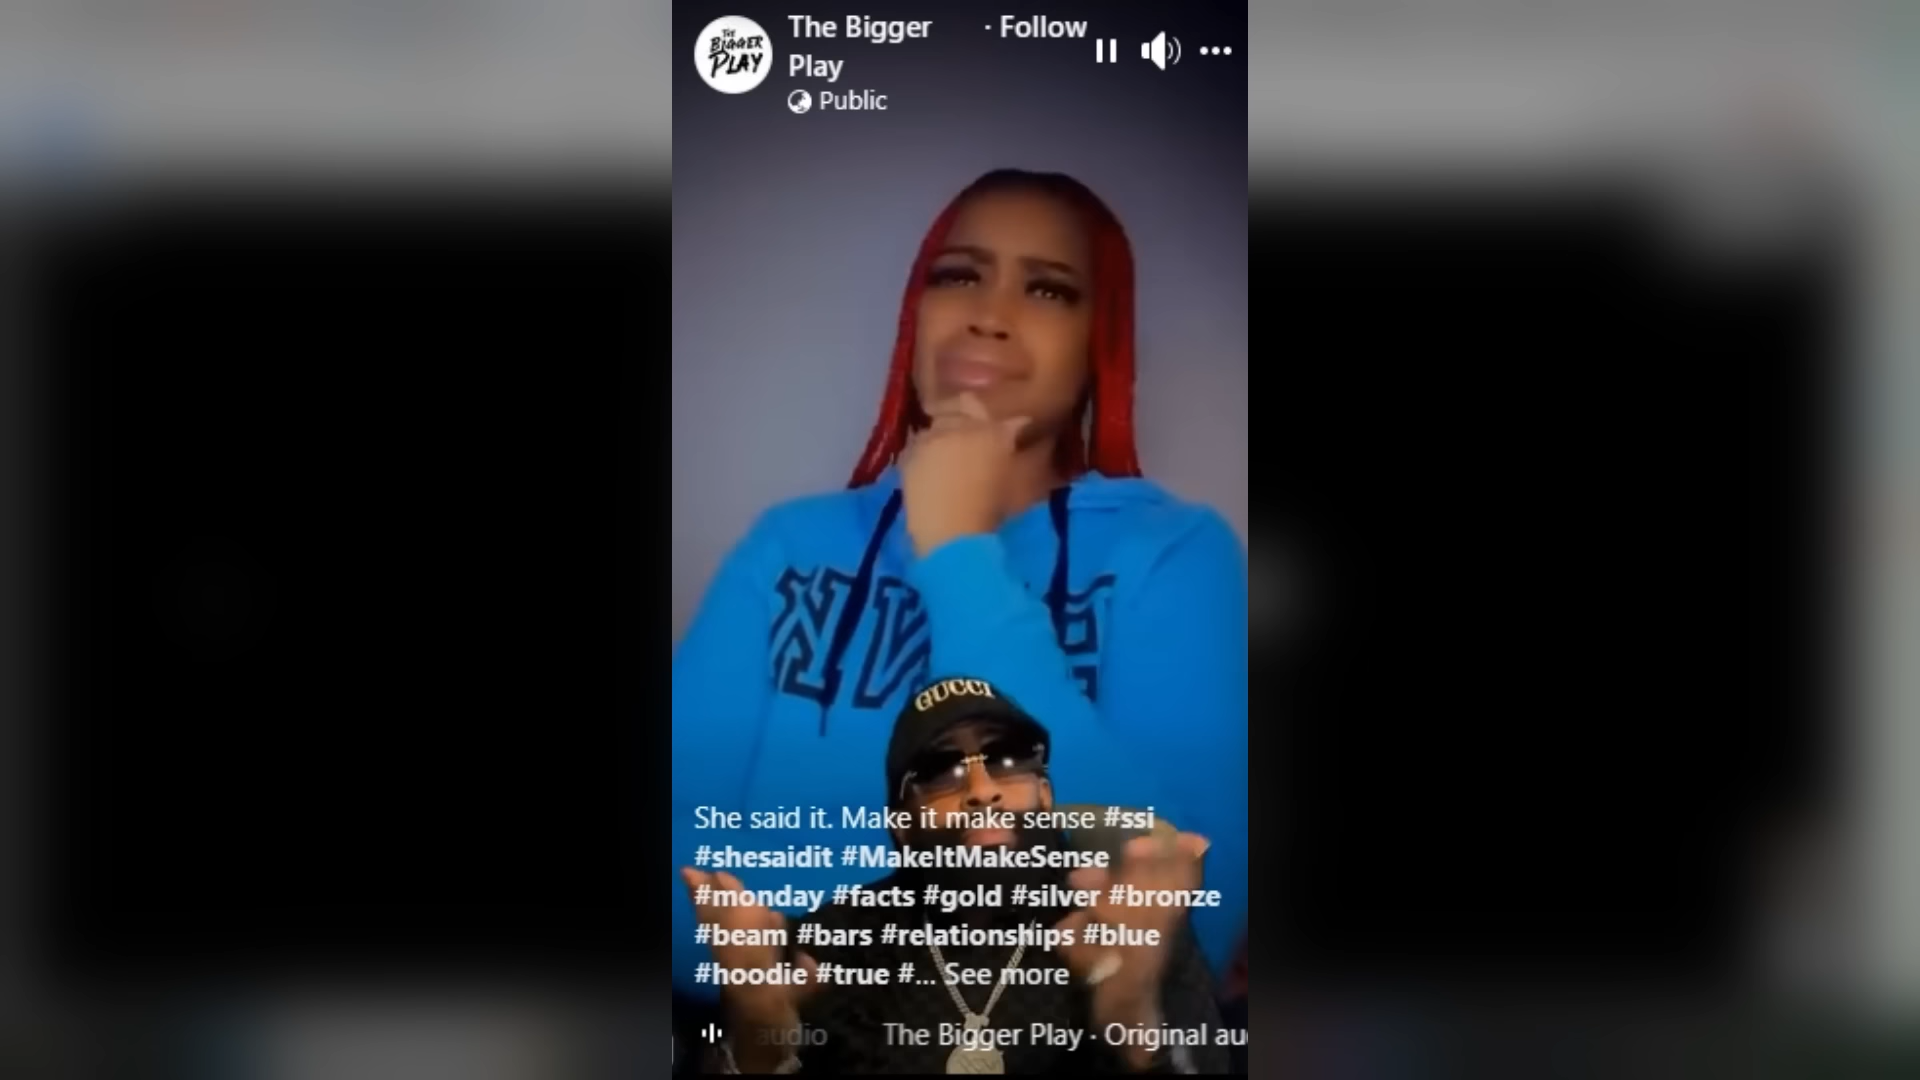 THE
BIGGER
PLAY
The Bigger · Follow
Play
Public
GUCCI
She said it. Make it make sense #ssi
#shesaidit #MakeItMakeSense
#monday #facts #gold #silver #bronze
#beam #bars #relationships #blue
#hoodie #true #... See more
audio The Bigger Play · Original au